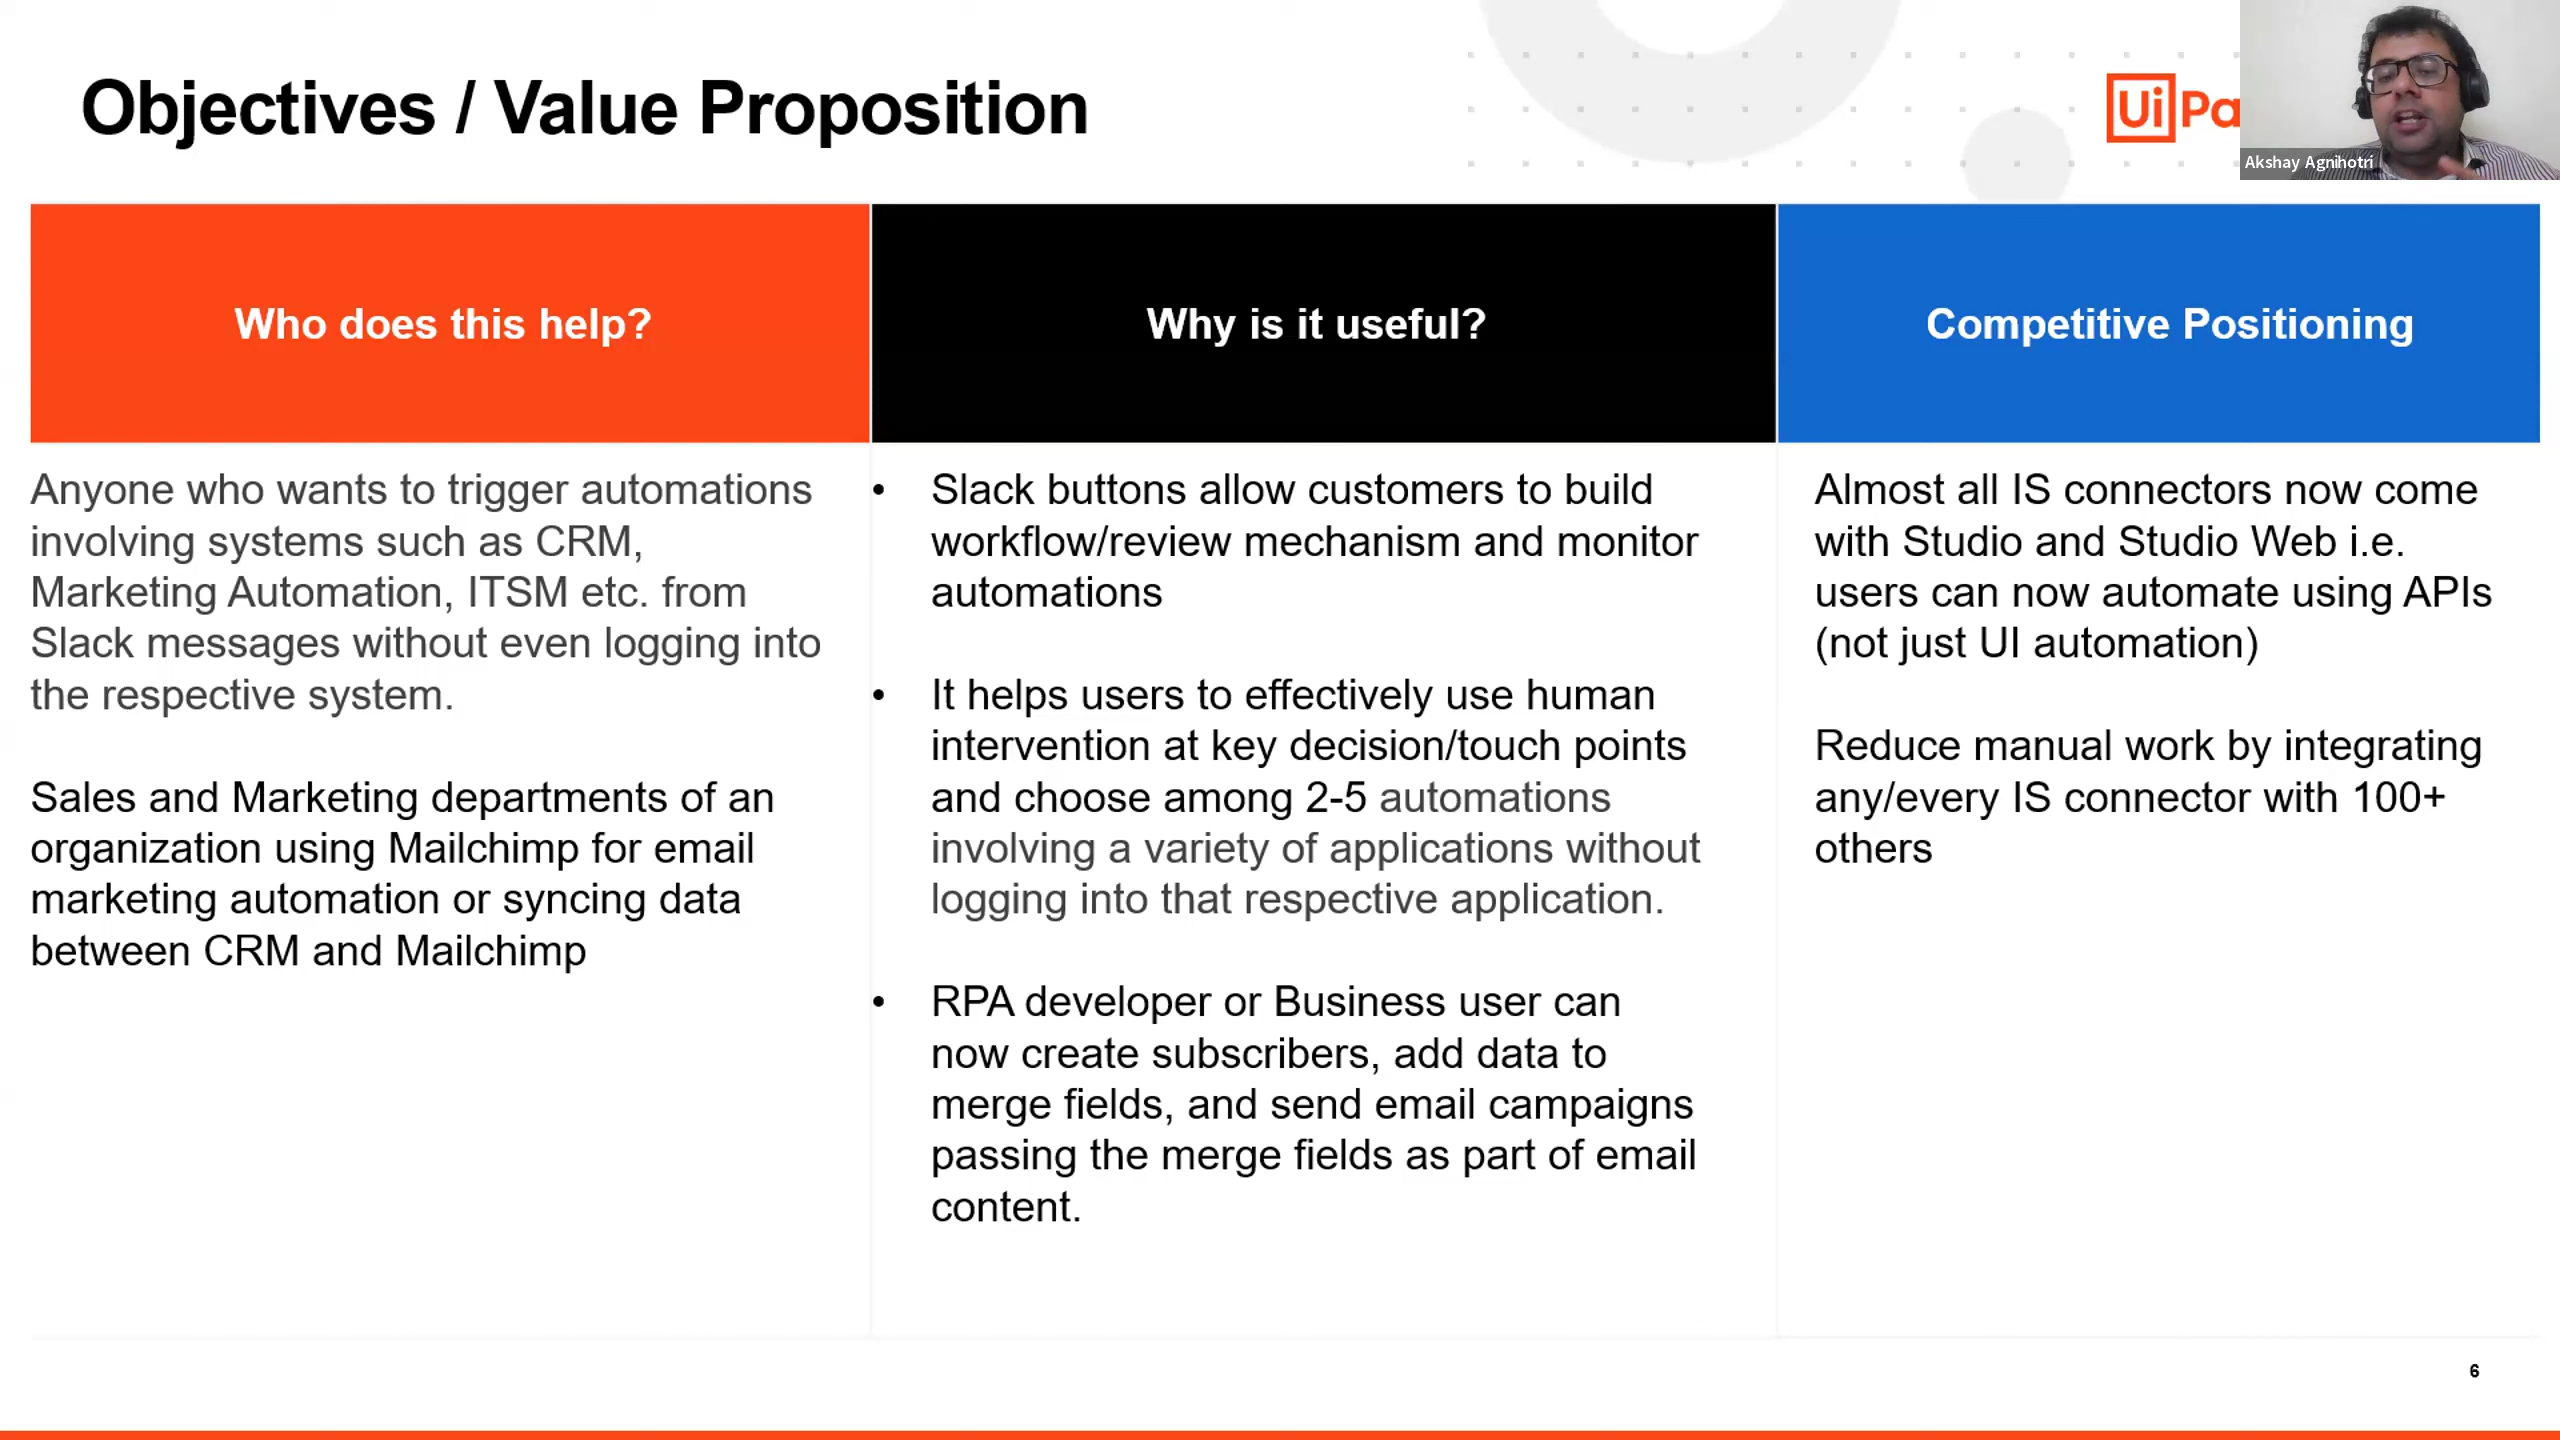 Objectives / Value Proposition
UiPa
Akshay Agnihotri
Who does this help?
Why is it useful?
Competitive Positioning
Anyone who wants to trigger automations
involving systems such as CRM,
Marketing Automation, ITSM etc. from
Slack messages without even logging into
the respective system.
Sales and Marketing departments of an
organization using Mailchimp for email
marketing automation or syncing data
between CRM and Mailchimp
• Slack buttons allow customers to build
workflow/review mechanism and monitor
automations
• It helps users to effectively use human
intervention at key decision/touch points
and choose among 2-5 automations
involving a variety of applications without
logging into that respective application.
• RPA developer or Business user can
now create subscribers, add data to
merge fields, and send email campaigns
passing the merge fields as part of email
content.
Almost all IS connectors now come
with Studio and Studio Web i.e.
users can now automate using APIs
(not just UI automation)
Reduce manual work by integrating
any/every IS connector with 100+
others
6